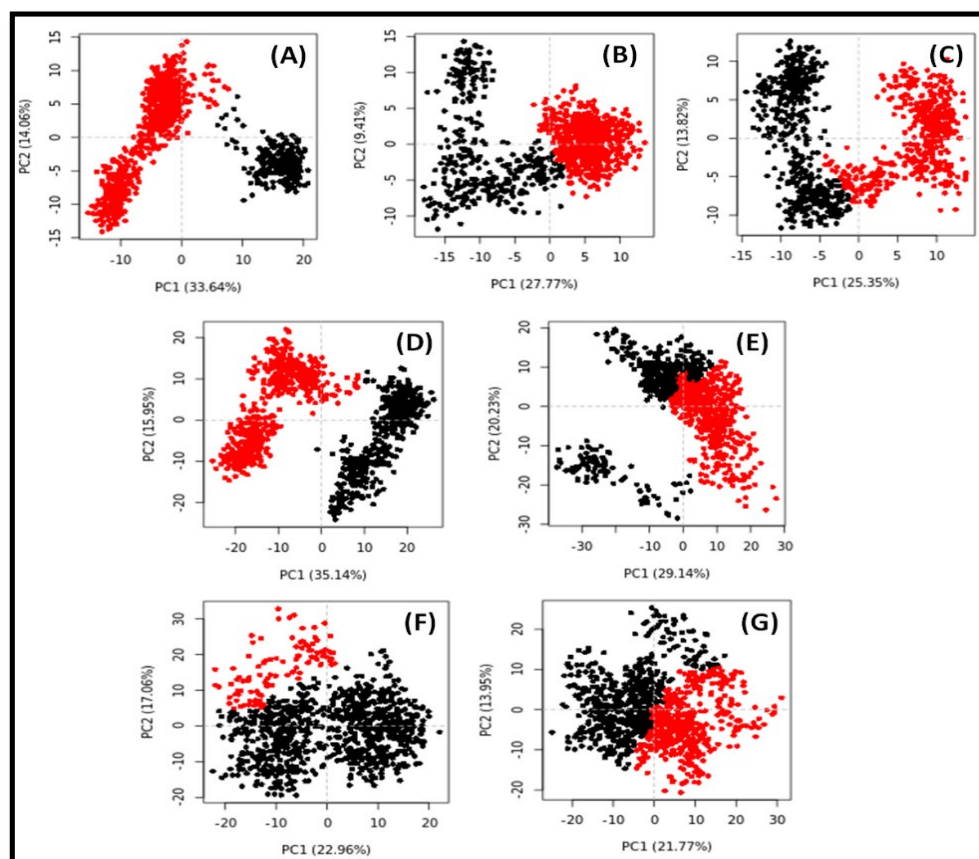 (A)
15
10
5
0
-5
-10
-15
PC2 (14.06%)
-10 0 10 20
PC1 (33.64%)
(B)
15
10
5
0
-5
-10
PC2 (9.41%)
-15 -10 -5 0 5 10
PC1 (27.77%)
(C)
10
5
0
-5
-10
PC2 (13.82%)
-15 -10 -5 0 5 10
PC1 (25.35%)
(D)
20
10
0
-10
-20
PC2 (15.95%)
-20 -10 0 10 20
PC1 (35.14%)
(E)
20
10
0
-10
-20
-30
PC2 (20.23%)
-30 -10 0 10 20 30
PC1 (29.14%)
(F)
30
20
10
0
-10
-20
PC2 (17.06%)
-20 -10 0 10 20
PC1 (22.96%)
(G)
20
10
0
-10
-20
PC2 (13.95%)
-20 -10 0 10 20 30
PC1 (21.77%)